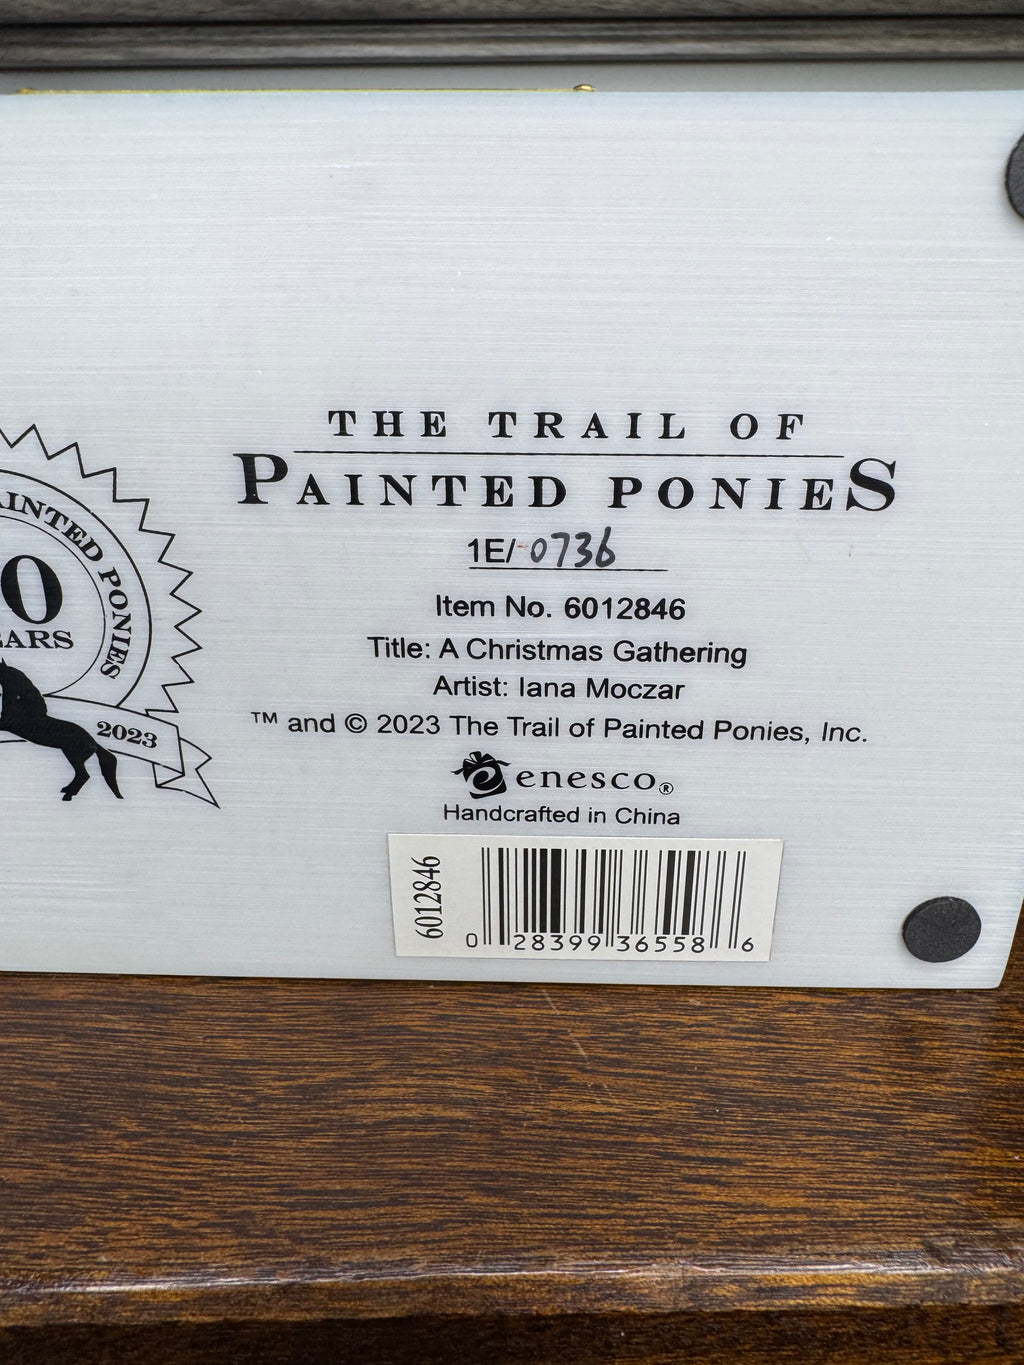 THE TRAIL OF
PAINTED PONIES
1E/ 0736
Item No. 6012846
Title: A Christmas Gathering
Artist: Iana Moczar
™ and © 2023 The Trail of Painted Ponies, Inc.
enesco®
Handcrafted in China
6012846
0 28399 36558 6
PONIES
2023